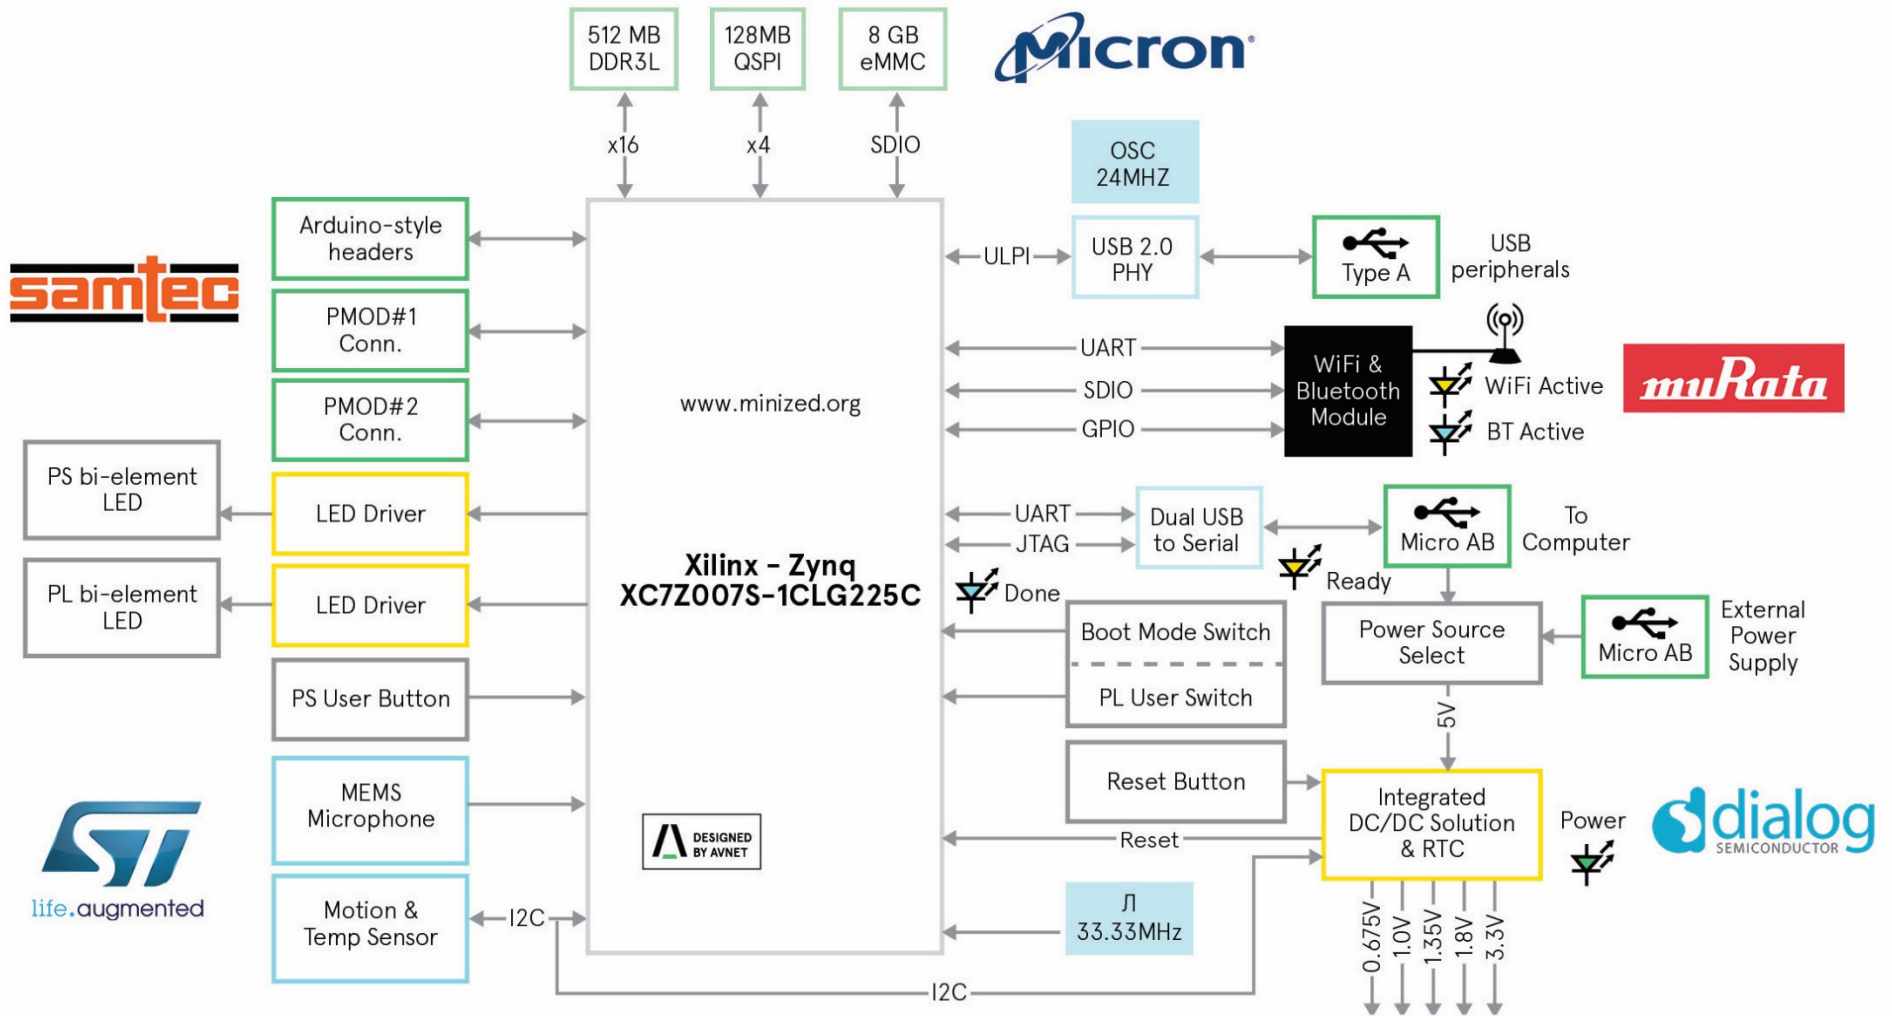 512 MB
DDR3L
128MB
QSPI
8 GB
eMMC
Micron®
x16
x4
SDIO
OSC
24MHZ
Arduino-style
headers
ULPI
USB 2.0
PHY
Type A
USB
peripherals
samtec
PMOD#1
Conn.
UART
SDIO
GPIO
WiFi &
Bluetooth
Module
WiFi Active
BT Active
muRata
PMOD#2
Conn.
www.minized.org
PS bi-element
LED
LED Driver
UART
JTAG
Dual USB
to Serial
Micro AB
To
Computer
Xilinx - Zynq
XC7Z007S-1CLG225C
Done
Ready
PL bi-element
LED
LED Driver
Boot Mode Switch
PL User Switch
Power Source
Select
Micro AB
External
Power
Supply
PS User Button
5V
Reset Button
MEMS
Microphone
Integrated
DC/DC Solution
& RTC
Power
dialog
SEMICONDUCTOR
DESIGNED
BY AVNET
Reset
ST
life.augmented
Motion &
Temp Sensor
I2C
33.33MHz
0.675V
1.0V
1.35V
1.8V
3.3V
I2C